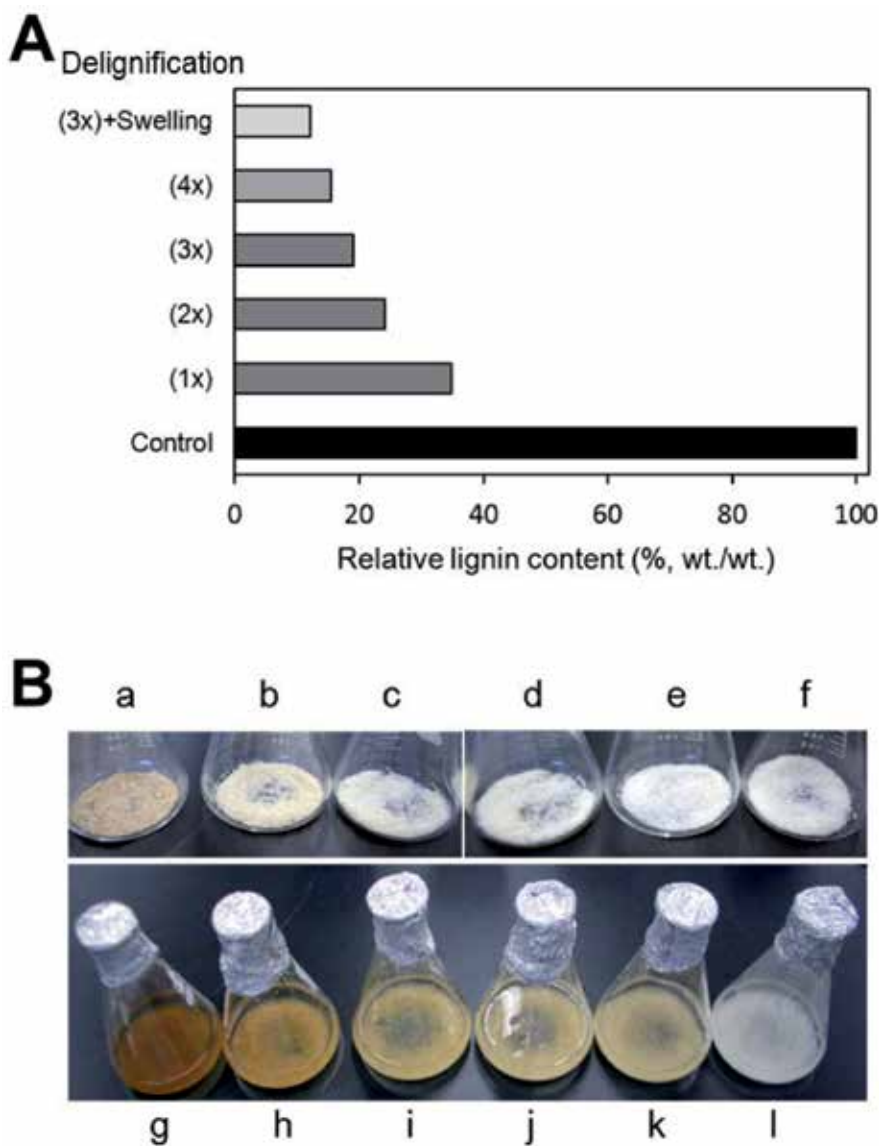 A
Delignification
(3x)+Swelling
(4x)
(3x)
(2x)
(1x)
Control
0 20 40 60 80 100
Relative lignin content (%, wt./wt.)
B
a b c d e f
g h i j k l